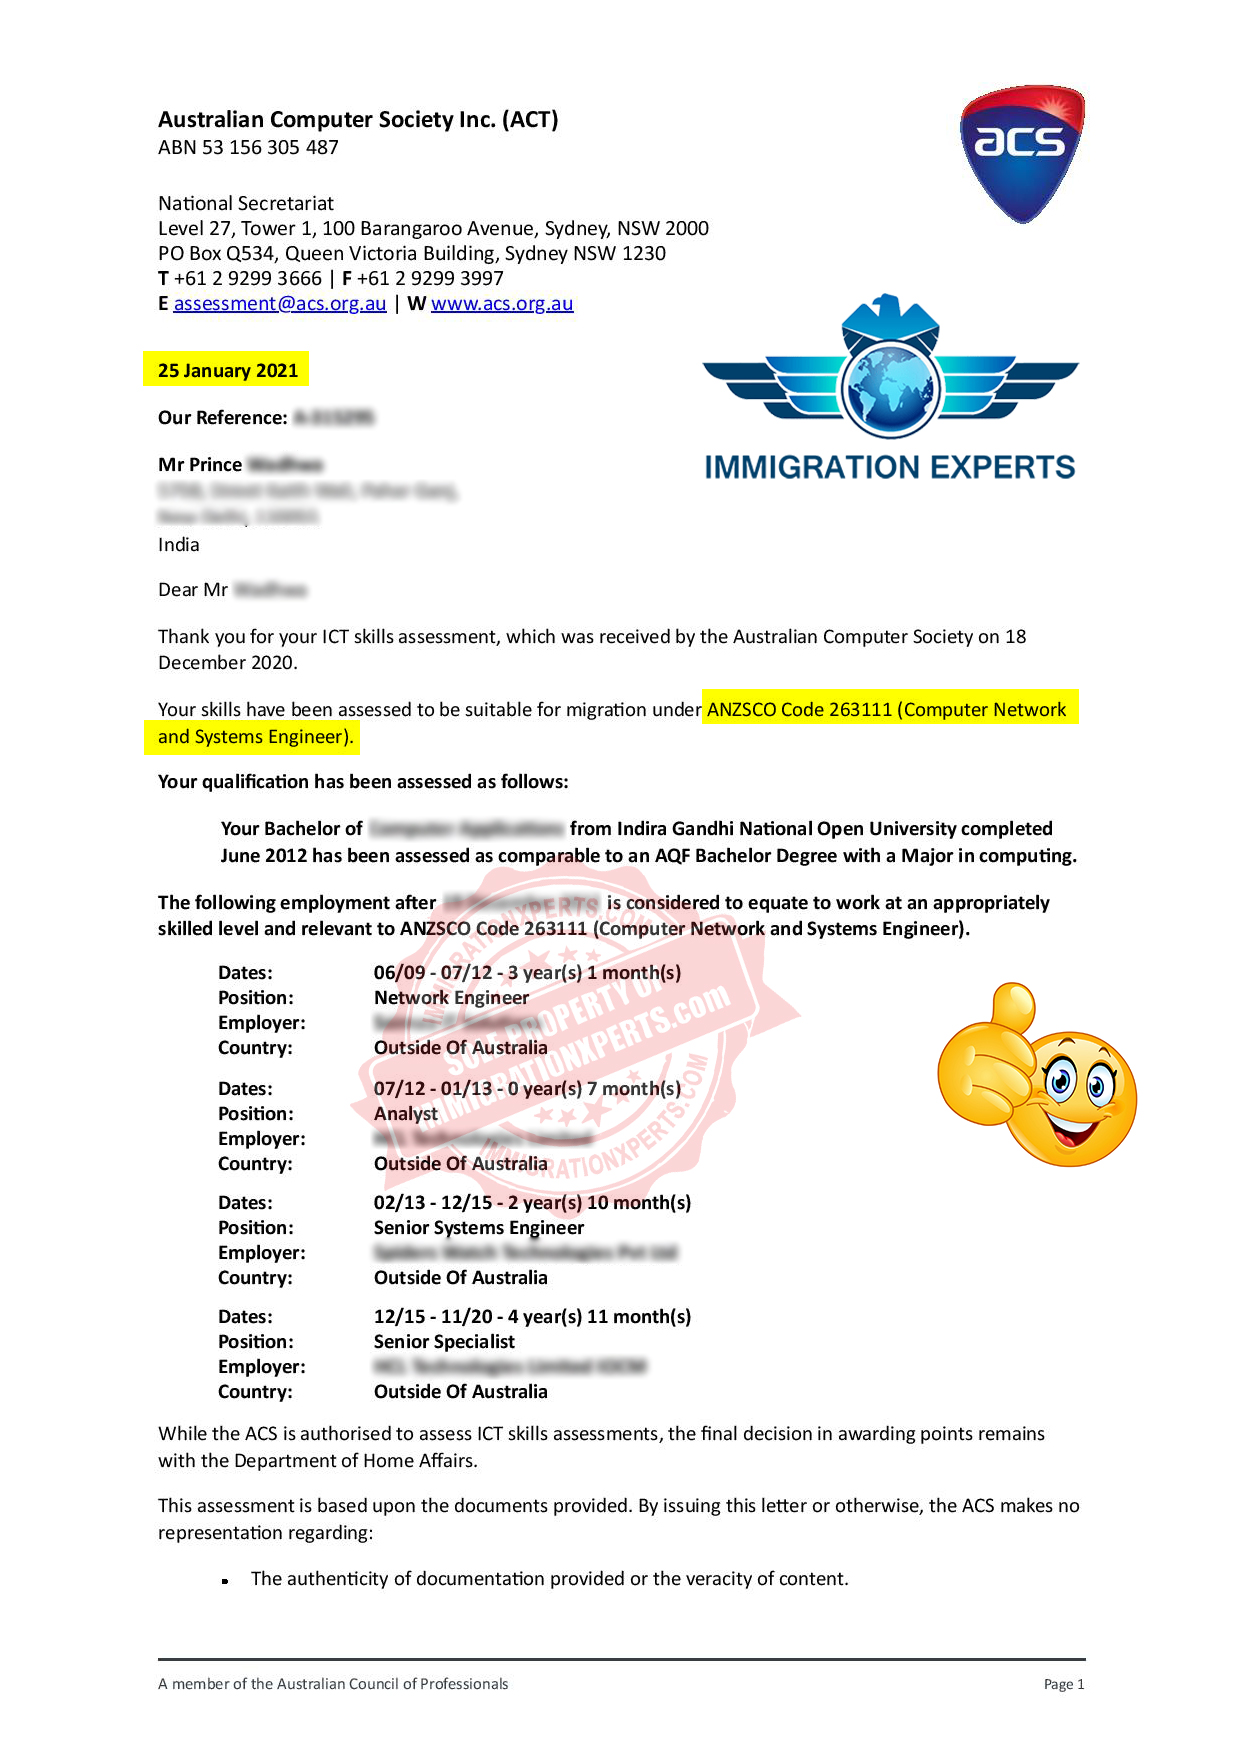 Australian Computer Society Inc. (ACT)
ABN 53 156 305 487
acs
National Secretariat
Level 27, Tower 1, 100 Barangaroo Avenue, Sydney, NSW 2000
PO Box Q534, Queen Victoria Building, Sydney NSW 1230
T +61 2 9299 3666 | F +61 2 9299 3997
E assessment@acs.org.au | W www.acs.org.au
25 January 2021
Our Reference:
IMMIGRATION EXPERTS
Mr Prince
India
Dear Mr
Thank you for your ICT skills assessment, which was received by the Australian Computer Society on 18
December 2020.
Your skills have been assessed to be suitable for migration under ANZSCO Code 263111 (Computer Network
and Systems Engineer).
Your qualification has been assessed as follows:
Your Bachelor of from Indira Gandhi National Open University completed
June 2012 has been assessed as comparable to an AQF Bachelor Degree with a Major in computing.
The following employment after is considered to equate to work at an appropriately
skilled level and relevant to ANZSCO Code 263111 (Computer Network and Systems Engineer).
Dates: 06/09 - 07/12 - 3 year(s) 1 month(s)
Position: Network Engineer
Employer:
Country: Outside Of Australia
Dates: 07/12 - 01/13 - 0 year(s) 7 month(s)
Position: Analyst
Employer:
Country: Outside Of Australia
IMMIGRATIONXPERTS.COM
SOLE PROPERTY OF
IMMIGRATIONXPERTS.com
IMMIGRATIONXPERTS.COM
Dates: 02/13 - 12/15 - 2 year(s) 10 month(s)
Position: Senior Systems Engineer
Employer:
Country: Outside Of Australia
Dates: 12/15 - 11/20 - 4 year(s) 11 month(s)
Position: Senior Specialist
Employer:
Country: Outside Of Australia
While the ACS is authorised to assess ICT skills assessments, the final decision in awarding points remains
with the Department of Home Affairs.
This assessment is based upon the documents provided. By issuing this letter or otherwise, the ACS makes no
representation regarding:
▪ The authenticity of documentation provided or the veracity of content.
A member of the Australian Council of Professionals Page 1